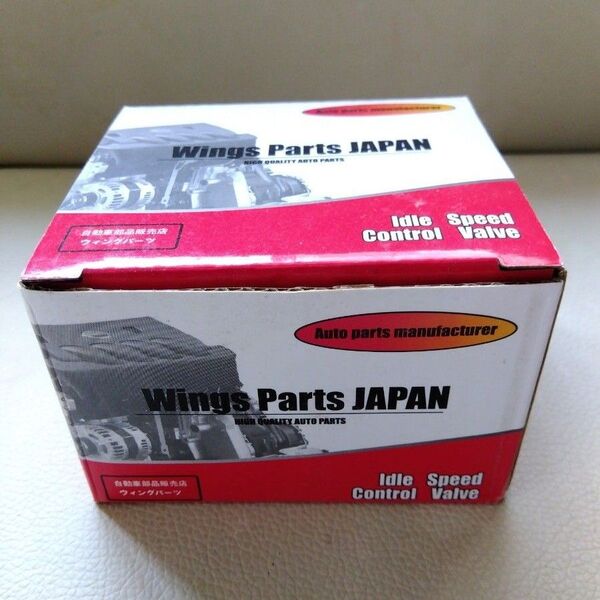 Auto parts manufacturer
Wings Parts JAPAN
HIGH QUALITY AUTO PARTS
Idle Speed
Control Valve
自動車部品販売店
ウィングパーツ
Auto parts manufacturer
Wings Parts JAPAN
HIGH QUALITY AUTO PARTS
Idle Speed
Control Valve
自動車部品販売店
ウィングパーツ